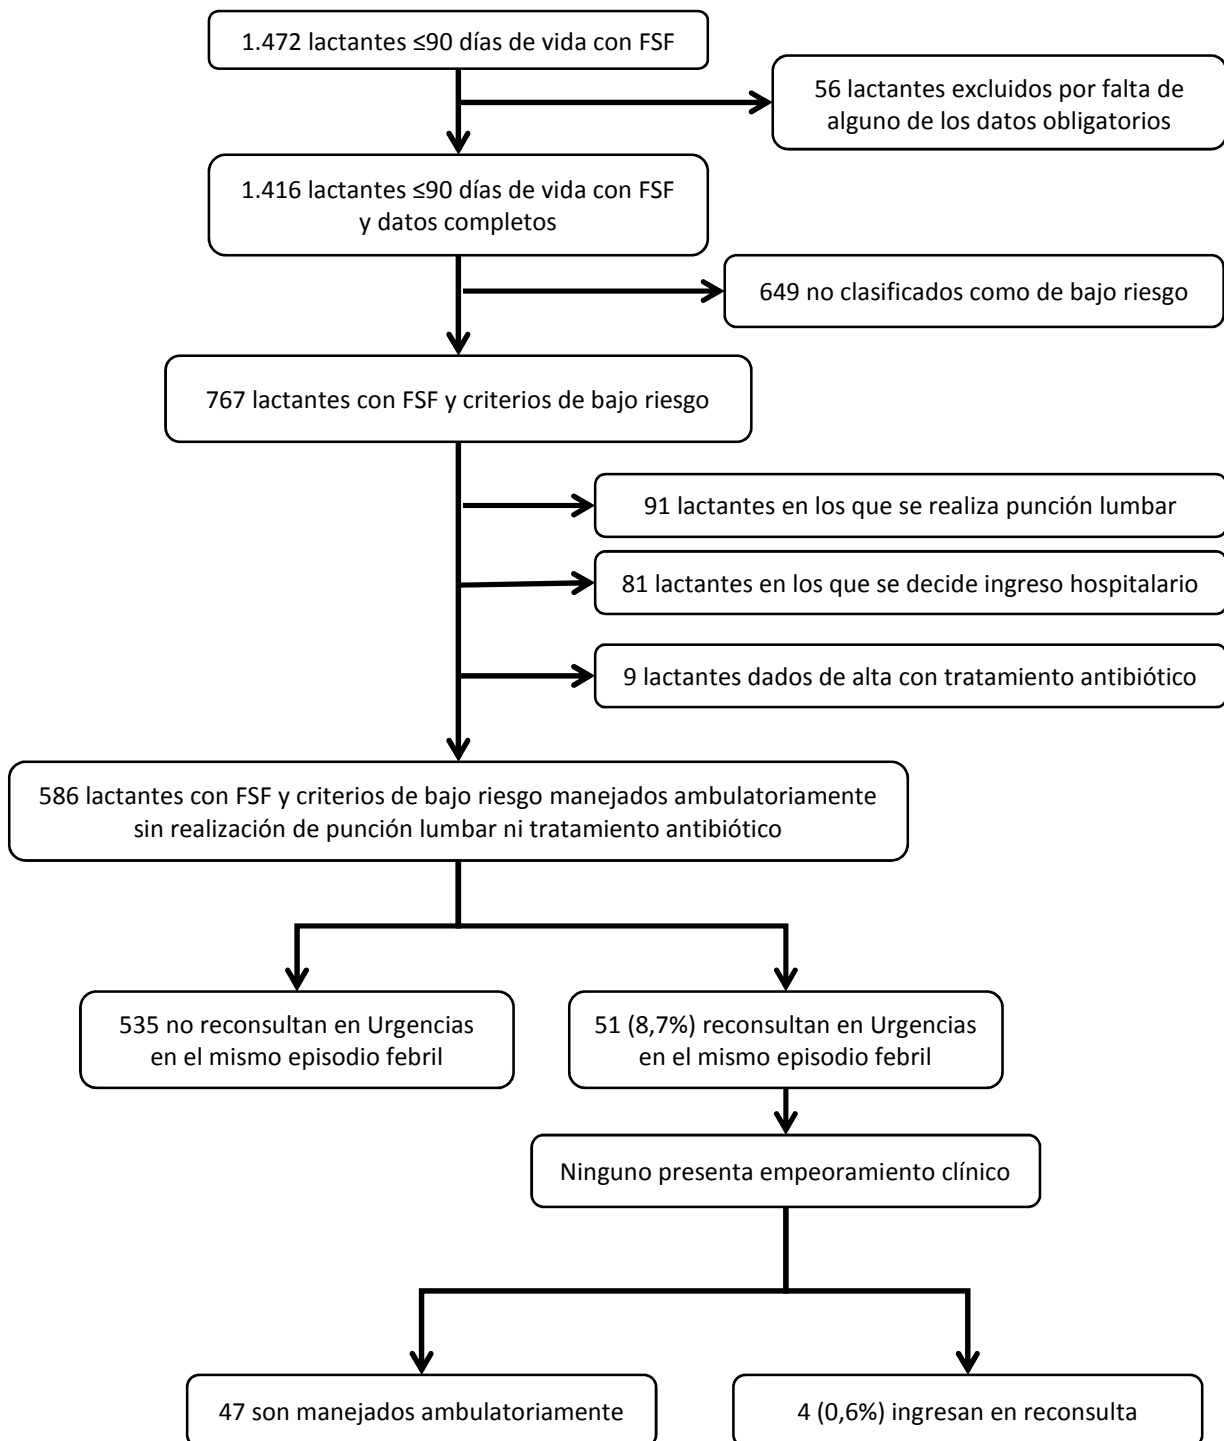 1.472 lactantes ≤90 días de vida con FSF
56 lactantes excluidos por falta de
alguno de los datos obligatorios
1.416 lactantes ≤90 días de vida con FSF
y datos completos
649 no clasificados como de bajo riesgo
767 lactantes con FSF y criterios de bajo riesgo
91 lactantes en los que se realiza punción lumbar
81 lactantes en los que se decide ingreso hospitalario
9 lactantes dados de alta con tratamiento antibiótico
586 lactantes con FSF y criterios de bajo riesgo manejados ambulatoriamente
sin realización de punción lumbar ni tratamiento antibiótico
535 no reconsultan en Urgencias
en el mismo episodio febril
51 (8,7%) reconsultan en Urgencias
en el mismo episodio febril
Ninguno presenta empeoramiento clínico
47 son manejados ambulatoriamente
4 (0,6%) ingresan en reconsulta